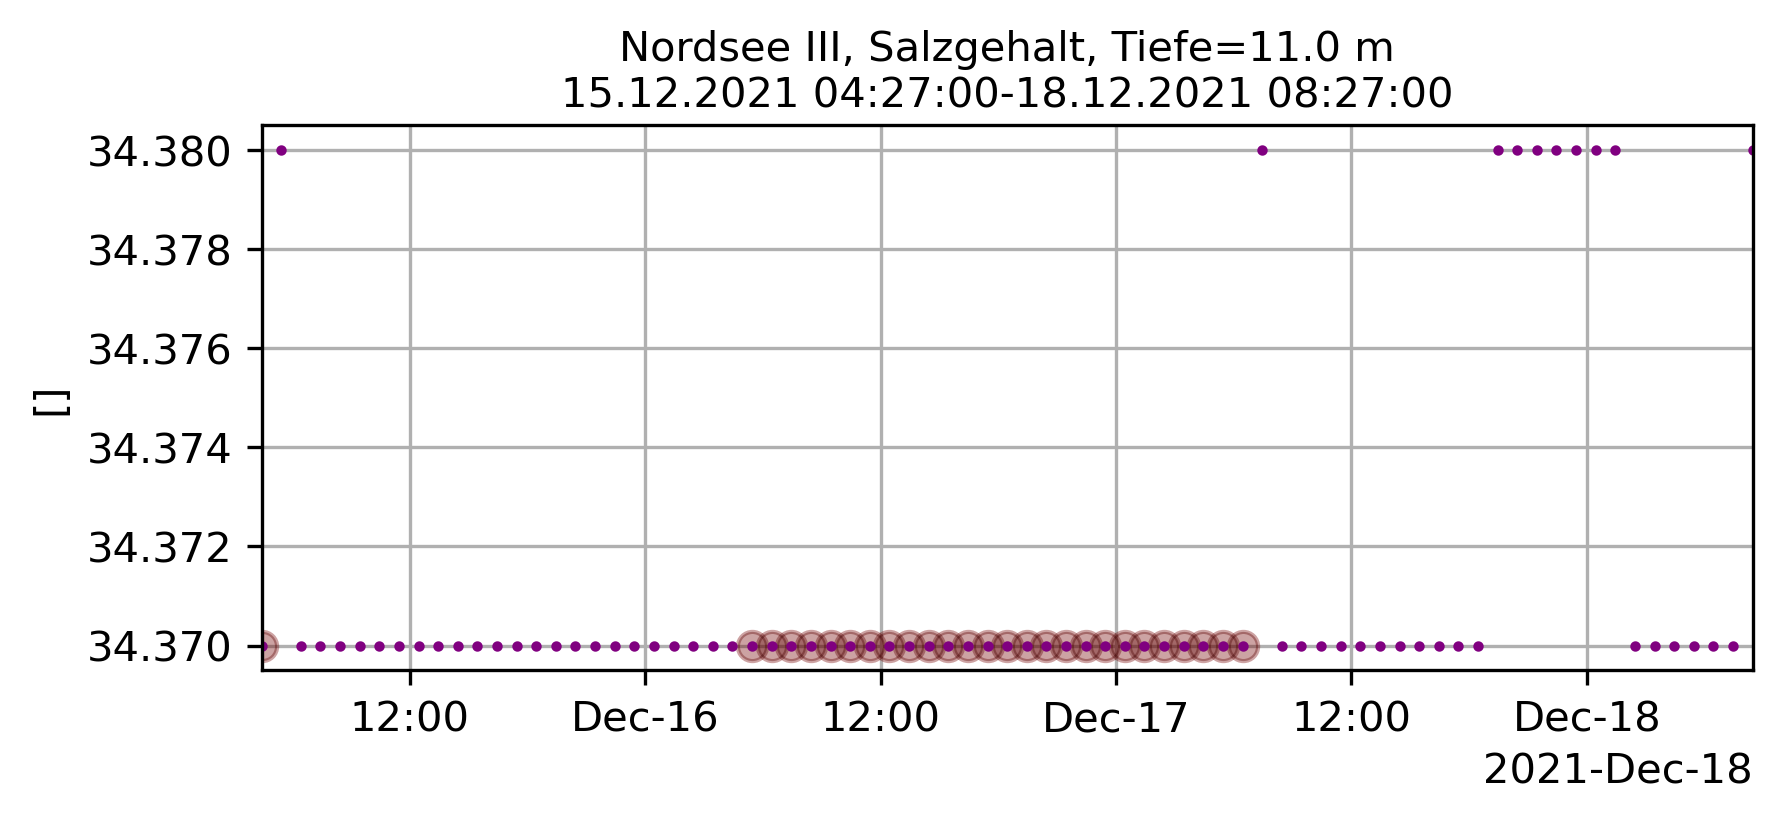 Nordsee III, Salzgehalt, Tiefe=11.0 m
15.12.2021 04:27:00-18.12.2021 08:27:00
34.380
34.378
34.376
34.374
34.372
34.370
[]
12:00 Dec-16 12:00 Dec-17 12:00 Dec-18
2021-Dec-18